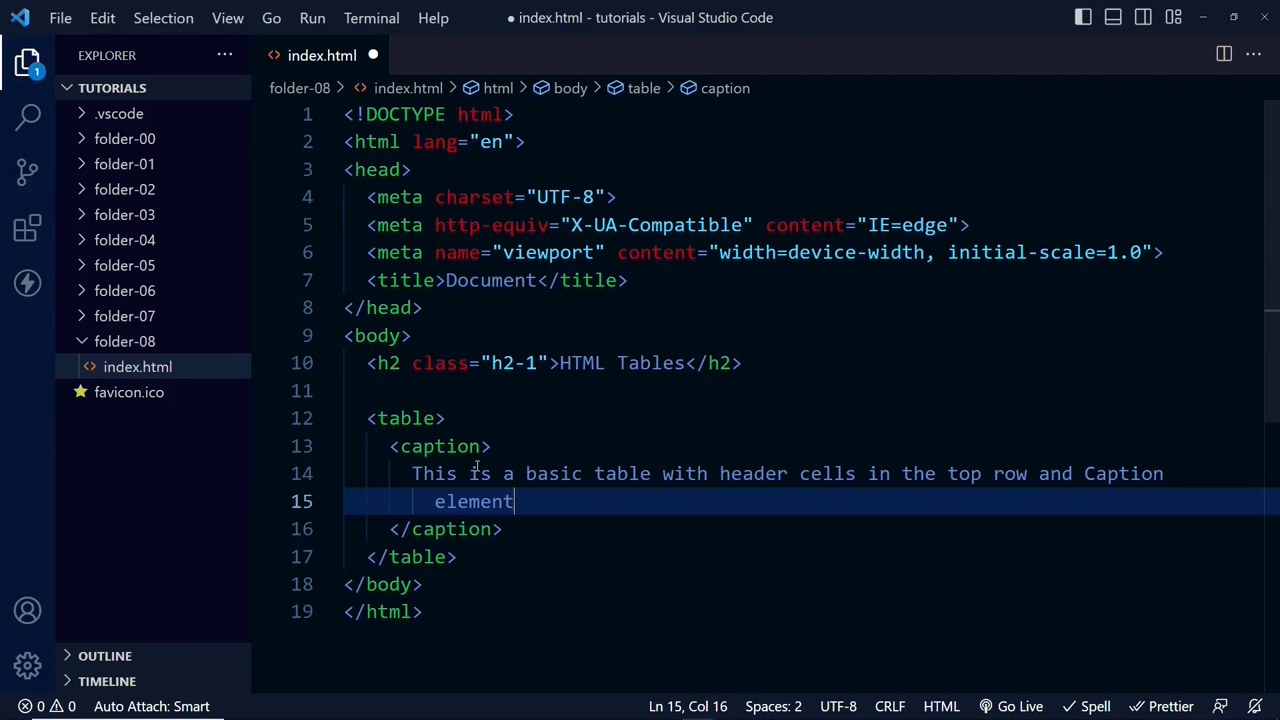 File Edit Selection View Go Run Terminal Help ● index.html - tutorials - Visual Studio Code
EXPLORER ···
<> index.html ●
1
TUTORIALS
folder-08 > <> index.html > html > body > table > caption
.vscode
folder-00
folder-01
folder-02
folder-03
folder-04
folder-05
folder-06
folder-07
folder-08
<> index.html
favicon.ico
OUTLINE
TIMELINE
1 <!DOCTYPE html>
2 <html lang="en">
3 <head>
4 <meta charset="UTF-8">
5 <meta http-equiv="X-UA-Compatible" content="IE=edge">
6 <meta name="viewport" content="width=device-width, initial-scale=1.0">
7 <title>Document</title>
8 </head>
9 <body>
10 <h2 class="h2-1">HTML Tables</h2>
11
12 <table>
13 <caption>
14 This is a basic table with header cells in the top row and Caption
15 element
16 </caption>
17 </table>
18 </body>
19 </html>
0 0 Auto Attach: Smart Ln 15, Col 16 Spaces: 2 UTF-8 CRLF HTML Go Live Spell Prettier